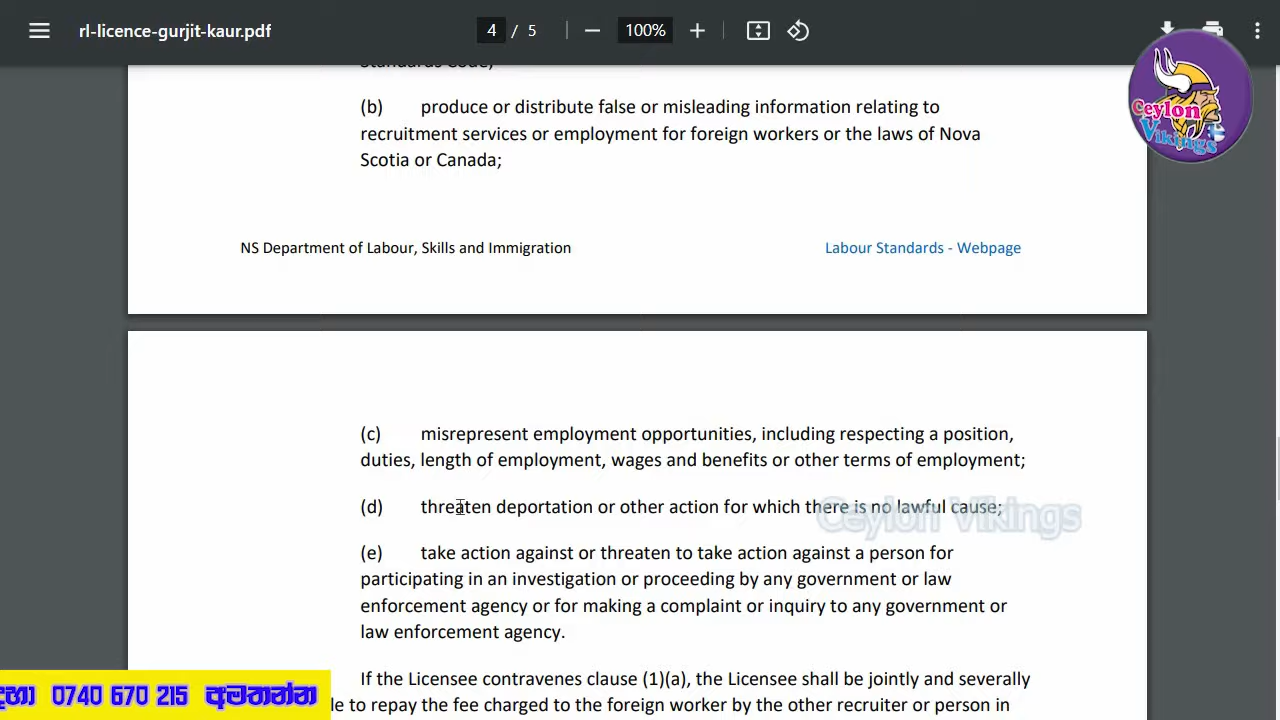 rl-licence-gurjit-kaur.pdf
4 / 5
100%
Standards Code;
(b) produce or distribute false or misleading information relating to
recruitment services or employment for foreign workers or the laws of Nova
Scotia or Canada;
NS Department of Labour, Skills and Immigration
Labour Standards - Webpage
(c) misrepresent employment opportunities, including respecting a position,
duties, length of employment, wages and benefits or other terms of employment;
(d) threaten deportation or other action for which there is no lawful cause;
(e) take action against or threaten to take action against a person for
participating in an investigation or proceeding by any government or law
enforcement agency or for making a complaint or inquiry to any government or
law enforcement agency.
If the Licensee contravenes clause (1)(a), the Licensee shall be jointly and severally
to repay the fee charged to the foreign worker by the other recruiter or person in
Ceylon
Vikings
Ceylon Vikings
0740 670 215 අමතන්න